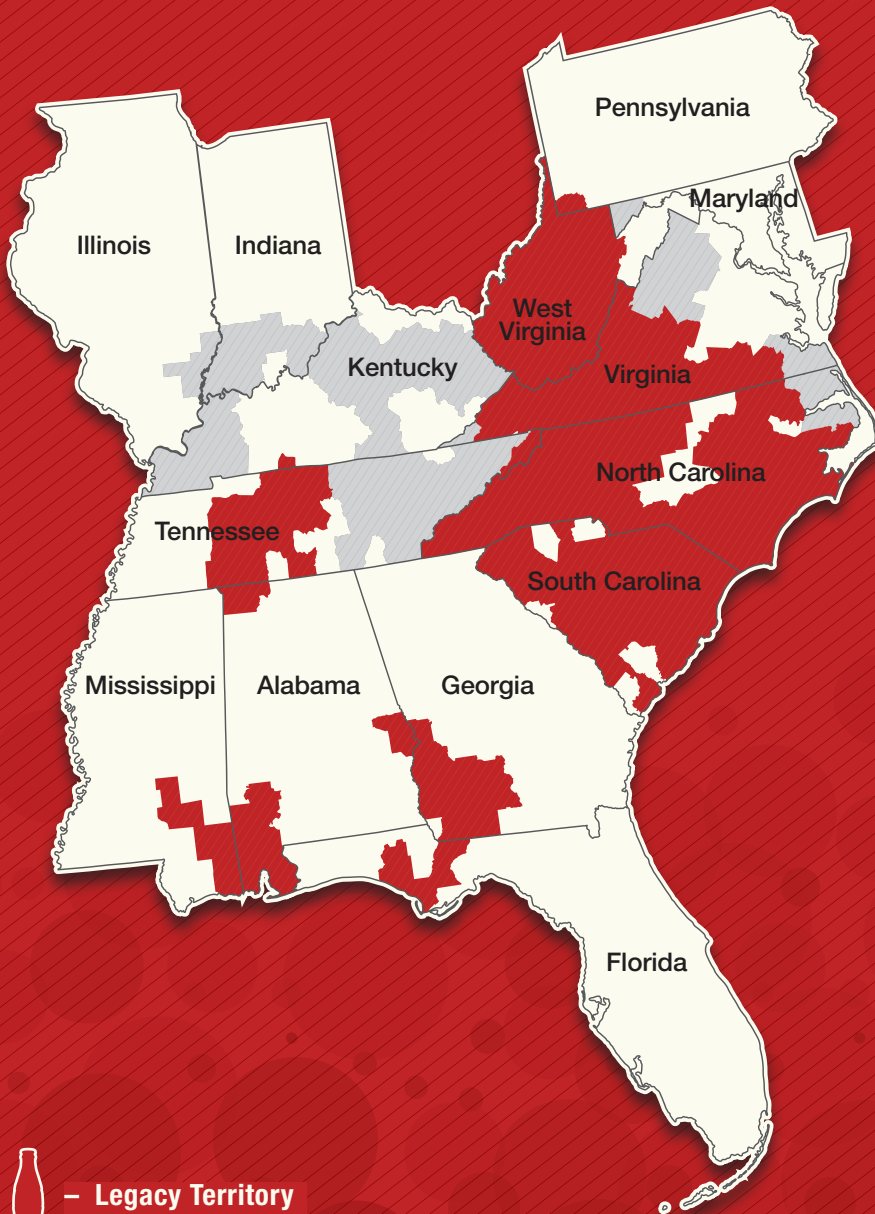 Pennsylvania
Maryland
Illinois
Indiana
West
Virginia
Kentucky
Virginia
North Carolina
Tennessee
South Carolina
Mississippi
Alabama
Georgia
Florida
– Legacy Territory